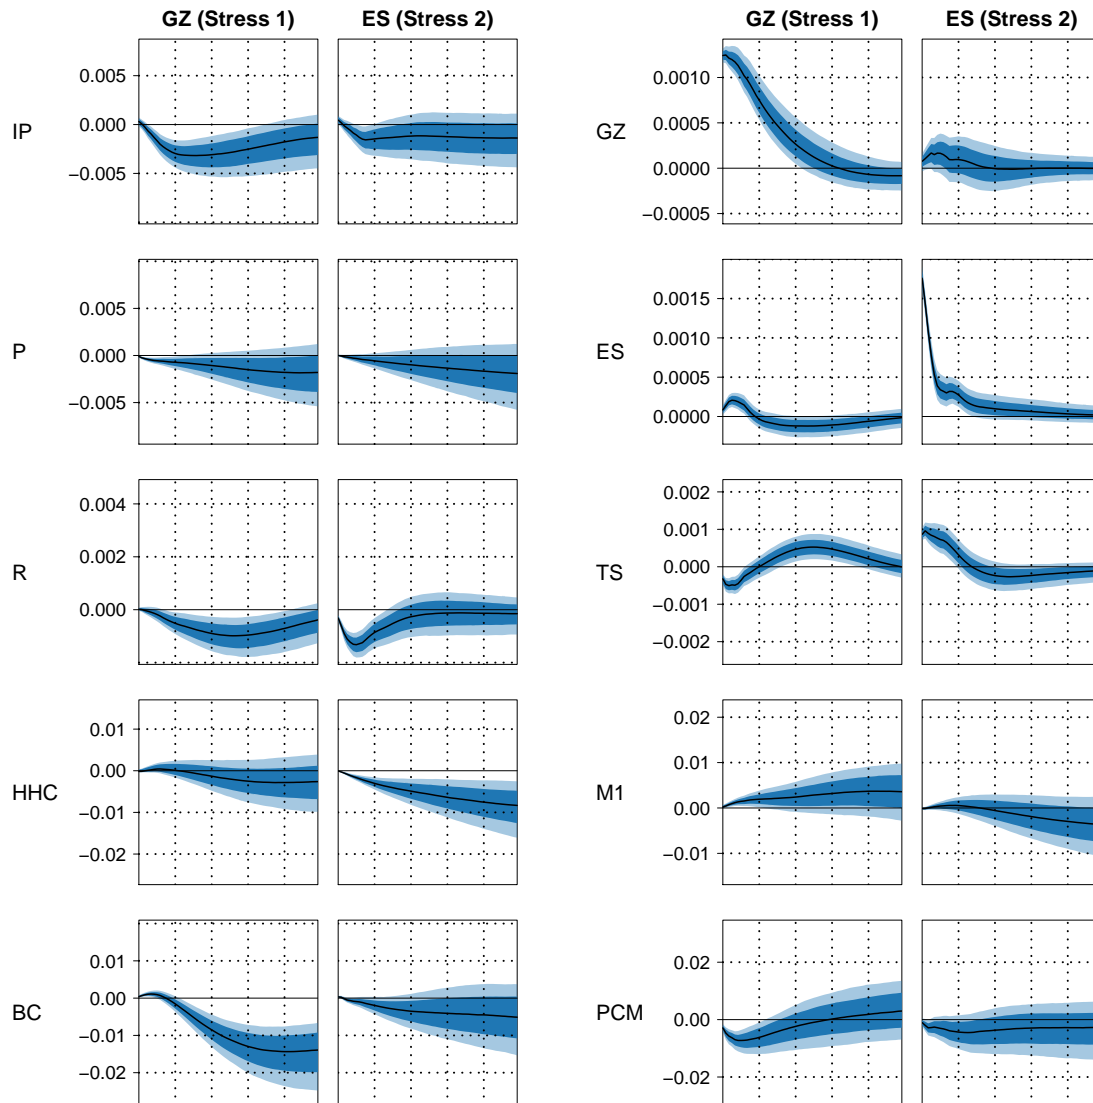 GZ (Stress 1) ES (Stress 2) GZ (Stress 1) ES (Stress 2)
IP 0.005 0.000 −0.005
GZ 0.0010 0.0005 0.0000 −0.0005
P 0.005 0.000 −0.005
ES 0.0015 0.0010 0.0005 0.0000
R 0.004 0.002 0.000
TS 0.002 0.001 0.000 −0.001 −0.002
HHC 0.01 0.00 −0.01 −0.02
M1 0.02 0.01 0.00 −0.01
BC 0.01 0.00 −0.01 −0.02
PCM 0.02 0.00 −0.02